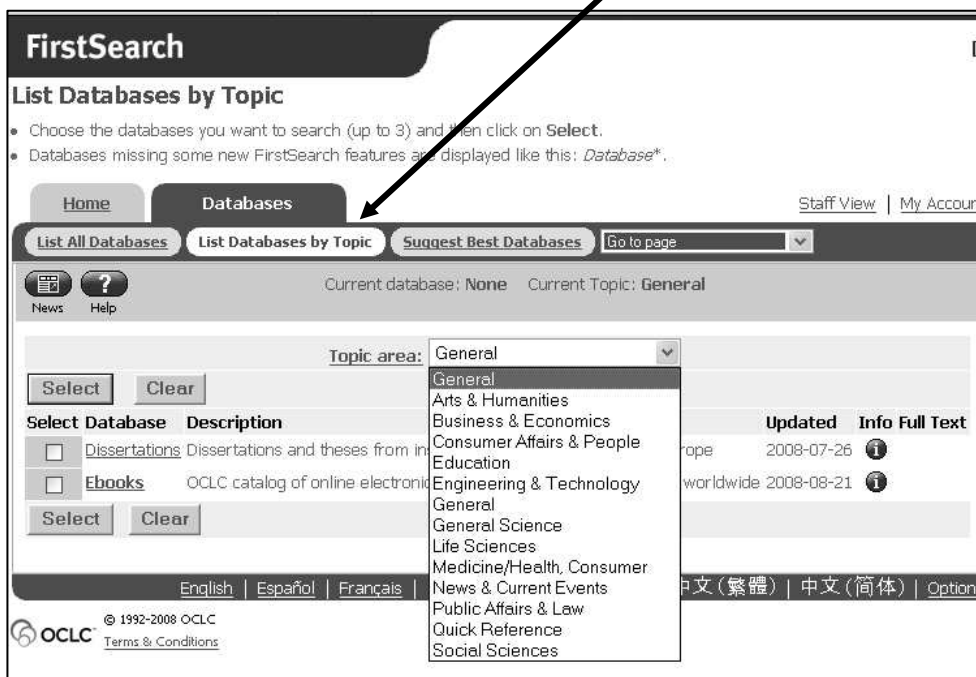 FirstSearch
List Databases by Topic
• Choose the databases you want to search (up to 3) and then click on Select.
• Databases missing some new FirstSearch features are displayed like this: Database*.
Home Databases Staff View | My Accour
List All Databases List Databases by Topic Suggest Best Databases Go to page
News Help Current database: None Current Topic: General
Topic area: General
Select Clear
General
Arts & Humanities
Business & Economics
Consumer Affairs & People
Education
Engineering & Technology
General
General Science
Life Sciences
Medicine/Health, Consumer
News & Current Events
Public Affairs & Law
Quick Reference
Social Sciences
Select Database Description Updated Info Full Text
Dissertations Dissertations and theses from in rope 2008-07-26
Ebooks OCLC catalog of online electronic worldwide 2008-08-21
Select Clear
English | Español | Français | 中文(繁體) | 中文(简体) | Option
OCLC © 1992-2008 OCLC
Terms & Conditions